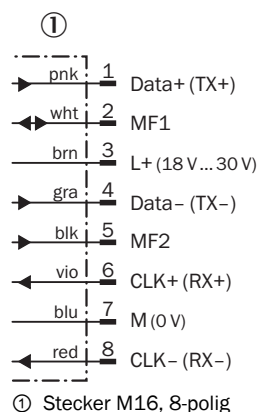 ①
pnk 1 Data+ (TX+)
wht 2 MF1
brn 3 L+ (18 V ... 30 V)
gra 4 Data– (TX–)
blk 5 MF2
vio 6 CLK+ (RX+)
blu 7 M (0 V)
red 8 CLK– (RX–)
① Stecker M16, 8-polig